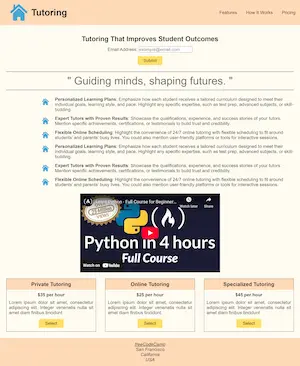 Tutoring
Features How It Works Pricing
Tutoring That Improves Student Outcomes
Email Address:
Submit
" Guiding minds, shaping futures. "
Personalized Learning Plans: Emphasize how each student receives a tailored curriculum designed to meet their
individual goals, learning style, and pace. Highlight any specific expertise, such as test prep, advanced subjects, or skill-
building.
Expert Tutors with Proven Results: Showcase the qualifications, experience, and success stories of your tutors.
Mention specific achievements, certifications, or testimonials to build trust and credibility.
Flexible Online Scheduling: Highlight the convenience of 24/7 online tutoring with flexible scheduling to fit around
students' and parents' busy lives. You could also mention user-friendly platforms or tools for interactive sessions.
Personalized Learning Plans: Emphasize how each student receives a tailored curriculum designed to meet their
individual goals, learning style, and pace. Highlight any specific expertise, such as test prep, advanced subjects, or skill-
building.
Expert Tutors with Proven Results: Showcase the qualifications, experience, and success stories of your tutors.
Mention specific achievements, certifications, or testimonials to build trust and credibility.
Flexible Online Scheduling: Highlight the convenience of 24/7 online tutoring with flexible scheduling to fit around
students' and parents' busy lives. You could also mention user-friendly platforms or tools for interactive sessions.
Full Course for Beginner...
Watch later Share
Python in 4 hours
Full Course
Watch on YouTube
Private Tutoring
$35 per hour
Lorem ipsum dolor sit amet, consectetur
adipiscing elit. Integer venenatis nulla sit
amet dolor finibus tincidunt.
Select
Online Tutoring
$25 per hour
Lorem ipsum dolor sit amet, consectetur
adipiscing elit. Integer venenatis nulla sit
amet dolor finibus tincidunt.
Select
Specialized Tutoring
$45 per hour
Lorem ipsum dolor sit amet, consectetur
adipiscing elit. Integer venenatis nulla sit
amet dolor finibus tincidunt.
Select
freeCodeCamp
San Francisco
California
USA